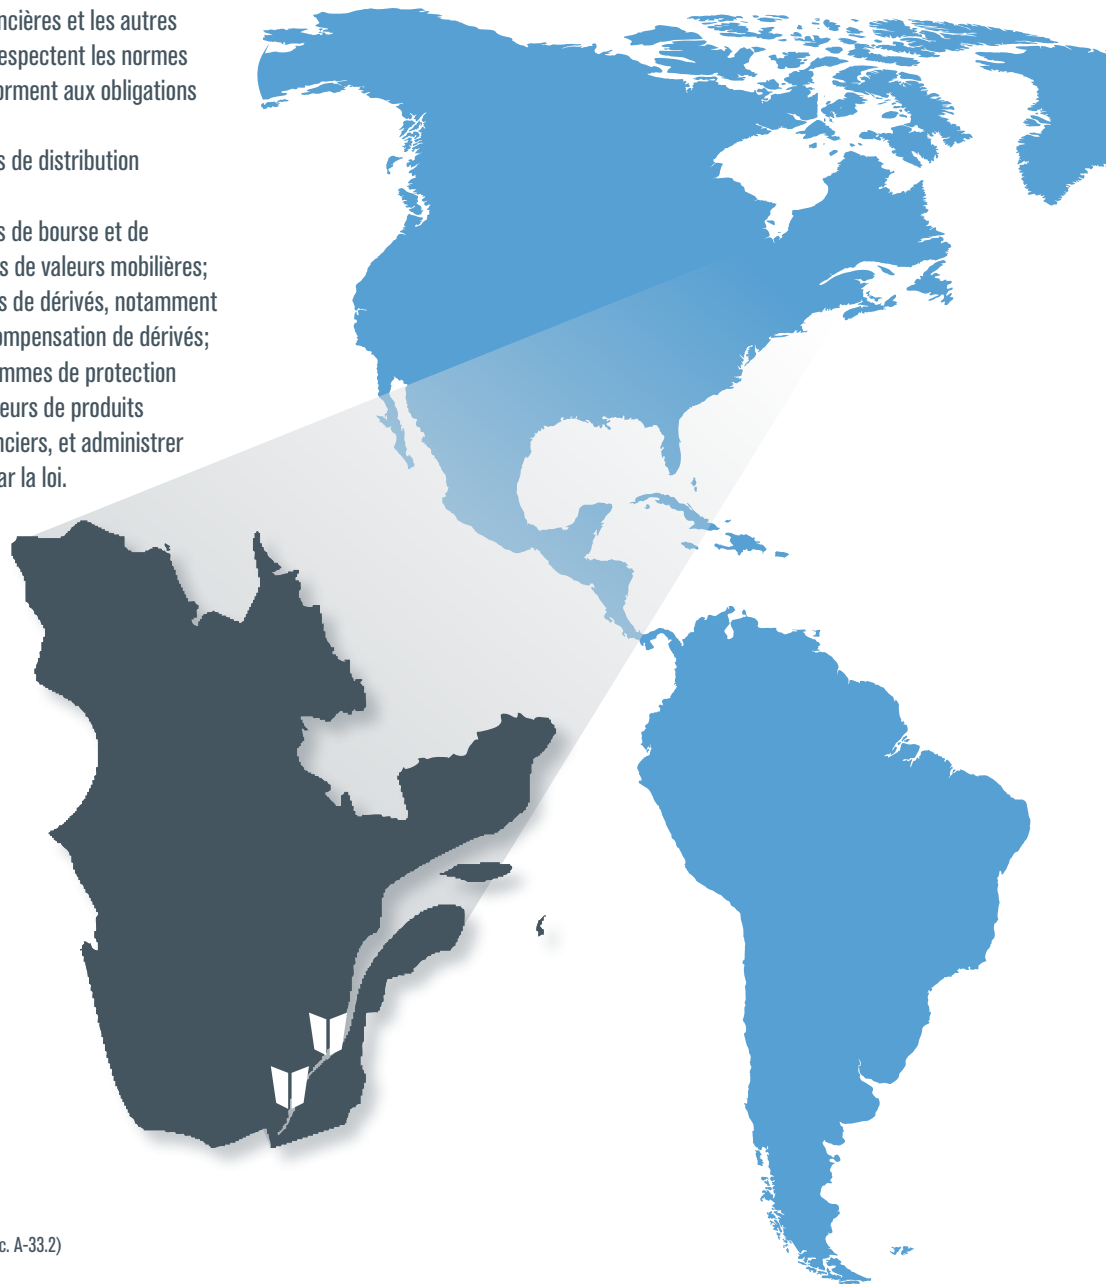 ncières et les autres
espectent les normes
orment aux obligations
s de distribution
s de bourse et de
s de valeurs mobilières;
s de dérivés, notamment
ompensation de dérivés;
mmes de protection
eurs de produits
nciers, et administrer
ar la loi.
c. A-33.2)